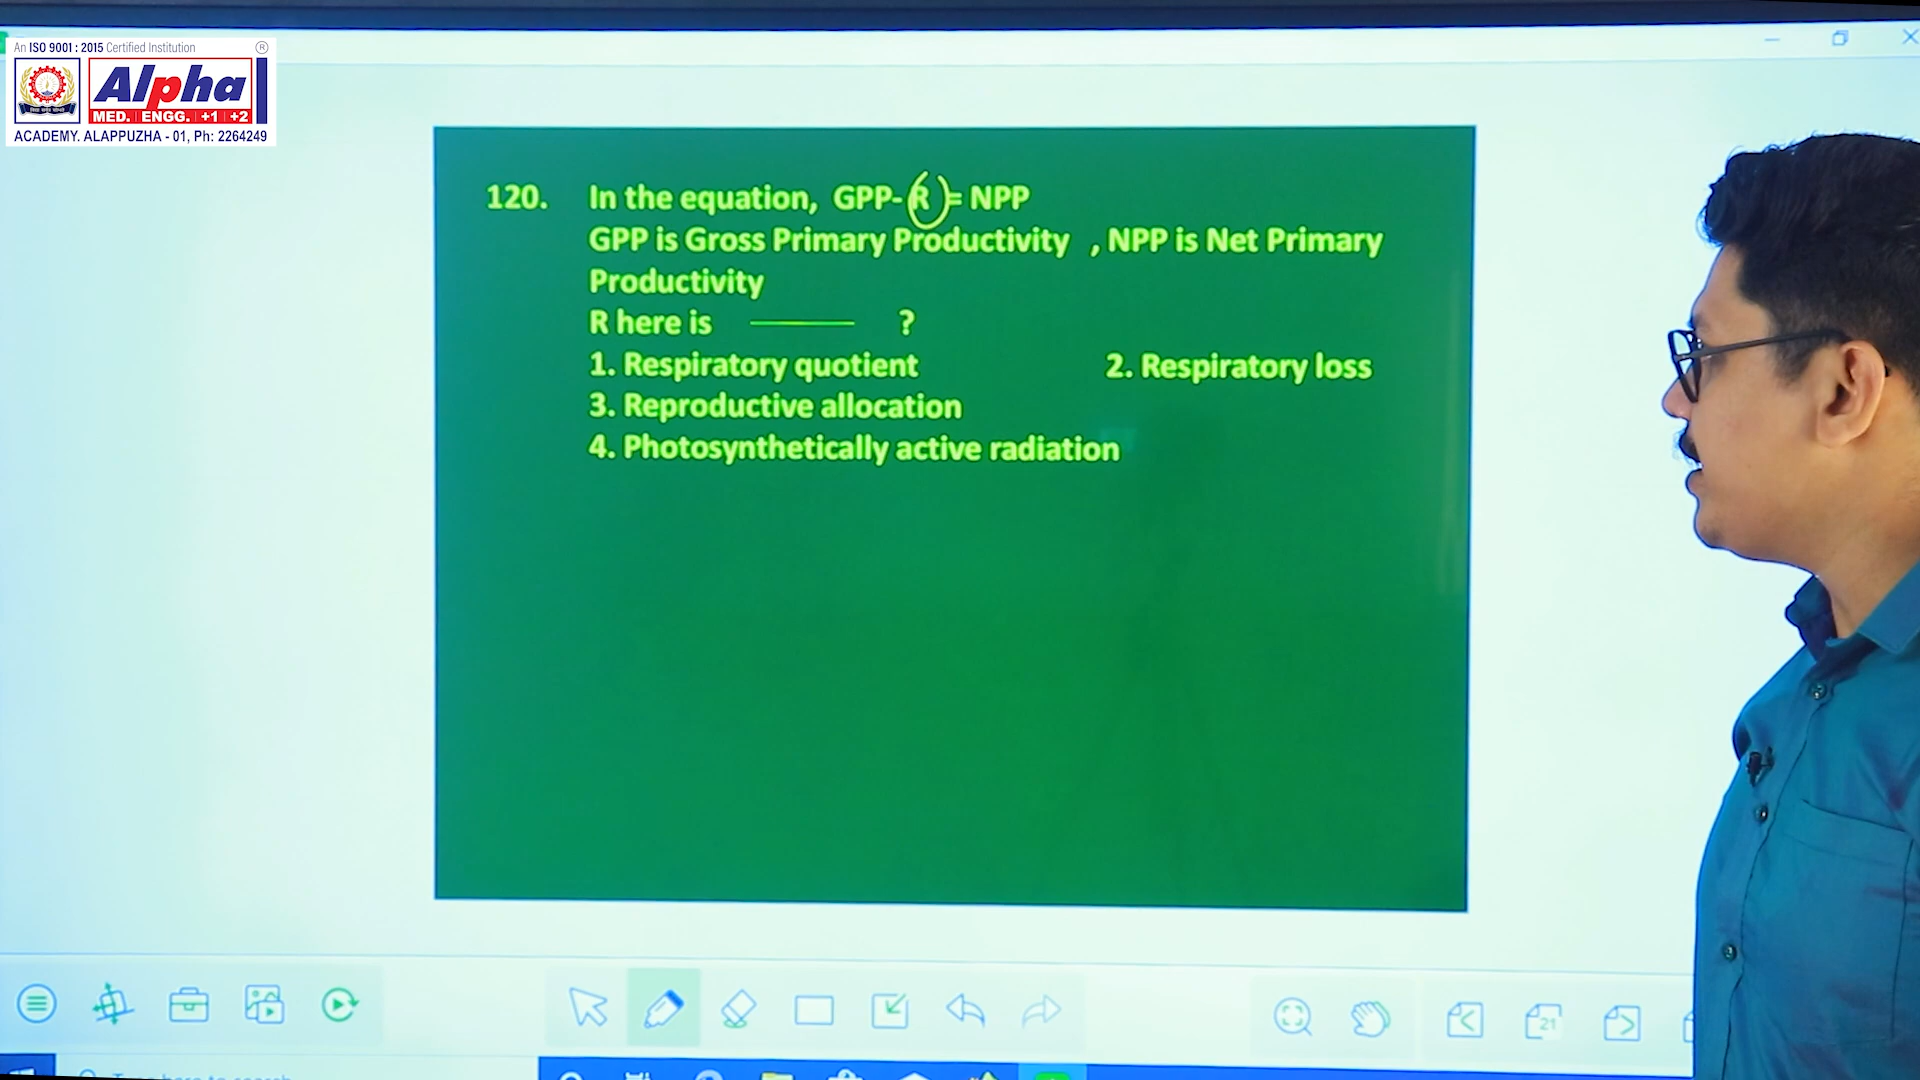 An ISO 9001 : 2015 Certified Institution ®
Alpha
MED. ENGG. +1 +2
ACADEMY. ALAPPUZHA - 01, Ph: 2264249
120. In the equation, GPP- R = NPP
GPP is Gross Primary Productivity , NPP is Net Primary
Productivity
R here is ——— ?
1. Respiratory quotient 2. Respiratory loss
3. Reproductive allocation
4. Photosynthetically active radiation
21